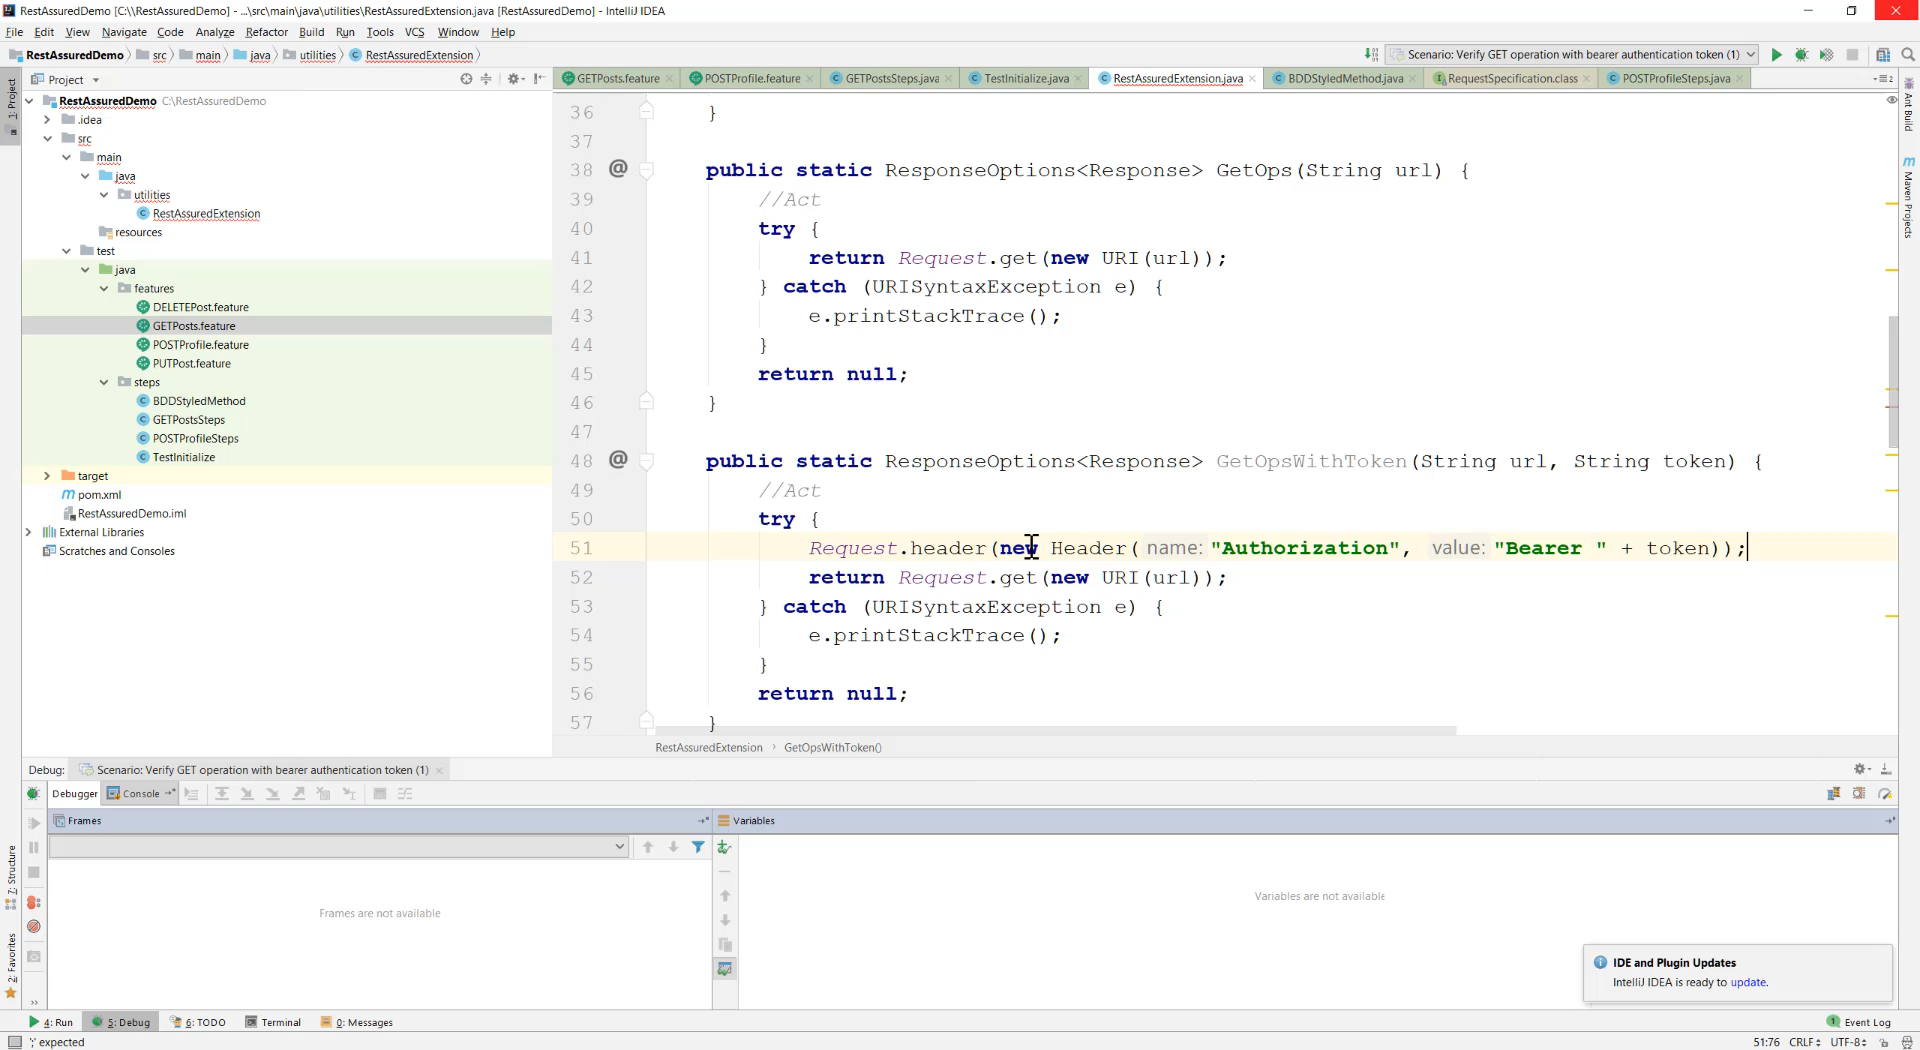 RestAssuredDemo [C:\\RestAssuredDemo] - ...\src\main\java\utilities\RestAssuredExtension.java [RestAssuredDemo] - IntelliJ IDEA
File Edit View Navigate Code Analyze Refactor Build Run Tools VCS Window Help
RestAssuredDemo src main java utilities RestAssuredExtension
Scenario: Verify GET operation with bearer authentication token (1)
Project
GETPosts.feature POSTProfile.feature GETPostsSteps.java TestInitialize.java RestAssuredExtension.java BDDStyledMethod.java RequestSpecification.class POSTProfileSteps.java
1: Project
RestAssuredDemo C:\RestAssuredDemo
.idea
src
main
java
utilities
RestAssuredExtension
resources
test
java
features
DELETEPost.feature
GETPosts.feature
POSTProfile.feature
PUTPost.feature
steps
BDDStyledMethod
GETPostsSteps
POSTProfileSteps
TestInitialize
target
pom.xml
RestAssuredDemo.iml
External Libraries
Scratches and Consoles
36 }
37
38 @ public static ResponseOptions<Response> GetOps(String url) {
39 //Act
40 try {
41 return Request.get(new URI(url));
42 } catch (URISyntaxException e) {
43 e.printStackTrace();
44 }
45 return null;
46 }
47
48 @ public static ResponseOptions<Response> GetOpsWithToken(String url, String token) {
49 //Act
50 try {
51 Request.header(new Header( name: "Authorization", value: "Bearer " + token));
52 return Request.get(new URI(url));
53 } catch (URISyntaxException e) {
54 e.printStackTrace();
55 }
56 return null;
57 }
RestAssuredExtension GetOpsWithToken()
Ant Build
Maven Projects
Debug: Scenario: Verify GET operation with bearer authentication token (1)
Debugger Console
Frames
Variables
Frames are not available
Variables are not available
7: Structure
2: Favorites
IDE and Plugin Updates
IntelliJ IDEA is ready to update.
4: Run 5: Debug 6: TODO Terminal 0: Messages
1 Event Log
';' expected
51:76 CRLF UTF-8